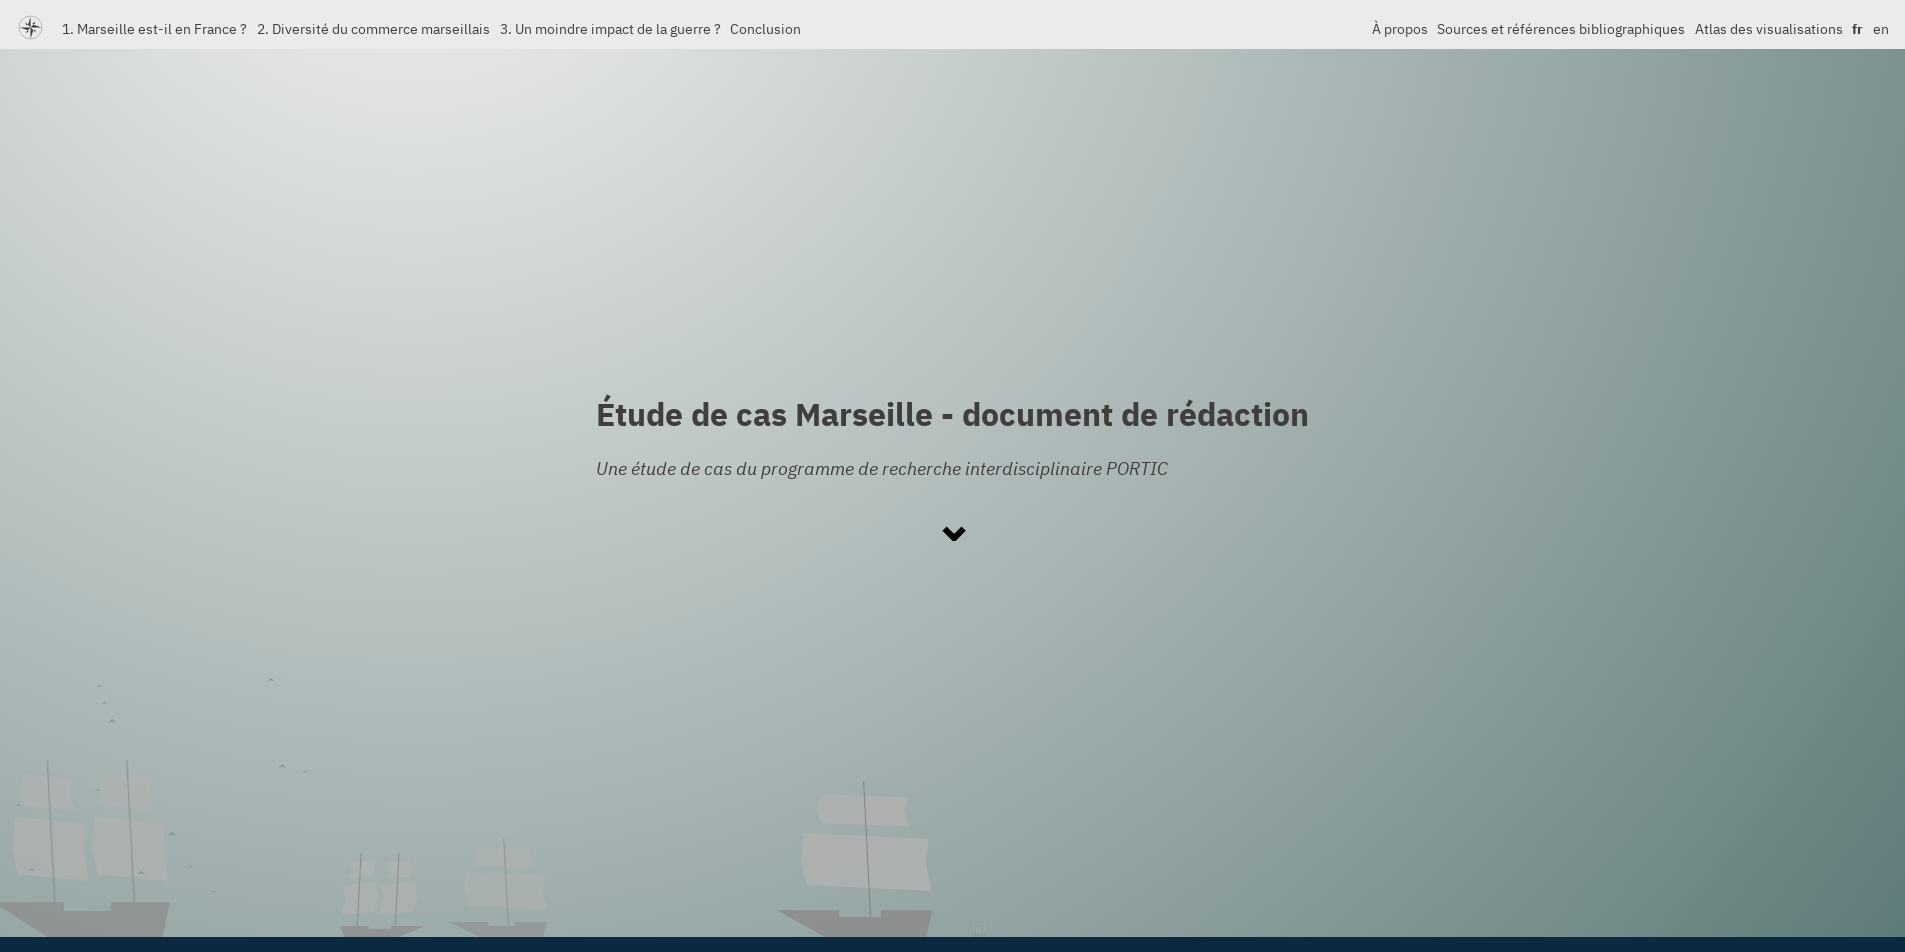 1. Marseille est-il en France ? 2. Diversité du commerce marseillais 3. Un moindre impact de la guerre ? Conclusion À propos Sources et références bibliographiques Atlas des visualisations fr en
Étude de cas Marseille - document de rédaction
Une étude de cas du programme de recherche interdisciplinaire PORTIC